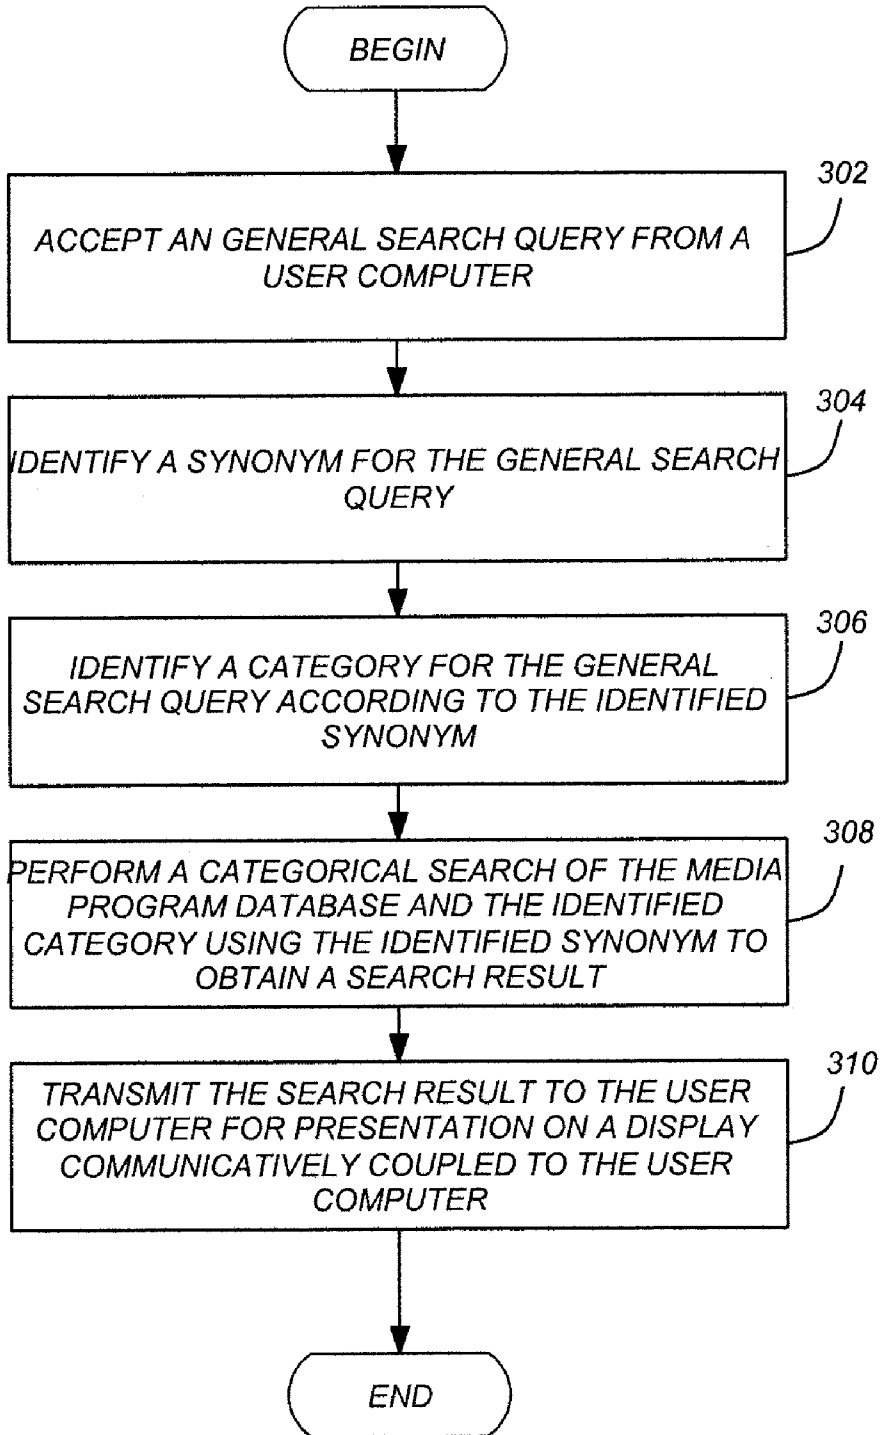 BEGIN
302
ACCEPT AN GENERAL SEARCH QUERY FROM A
USER COMPUTER
304
IDENTIFY A SYNONYM FOR THE GENERAL SEARCH
QUERY
306
IDENTIFY A CATEGORY FOR THE GENERAL
SEARCH QUERY ACCORDING TO THE IDENTIFIED
SYNONYM
308
PERFORM A CATEGORICAL SEARCH OF THE MEDIA
PROGRAM DATABASE AND THE IDENTIFIED
CATEGORY USING THE IDENTIFIED SYNONYM TO
OBTAIN A SEARCH RESULT
310
TRANSMIT THE SEARCH RESULT TO THE USER
COMPUTER FOR PRESENTATION ON A DISPLAY
COMMUNICATIVELY COUPLED TO THE USER
COMPUTER
END